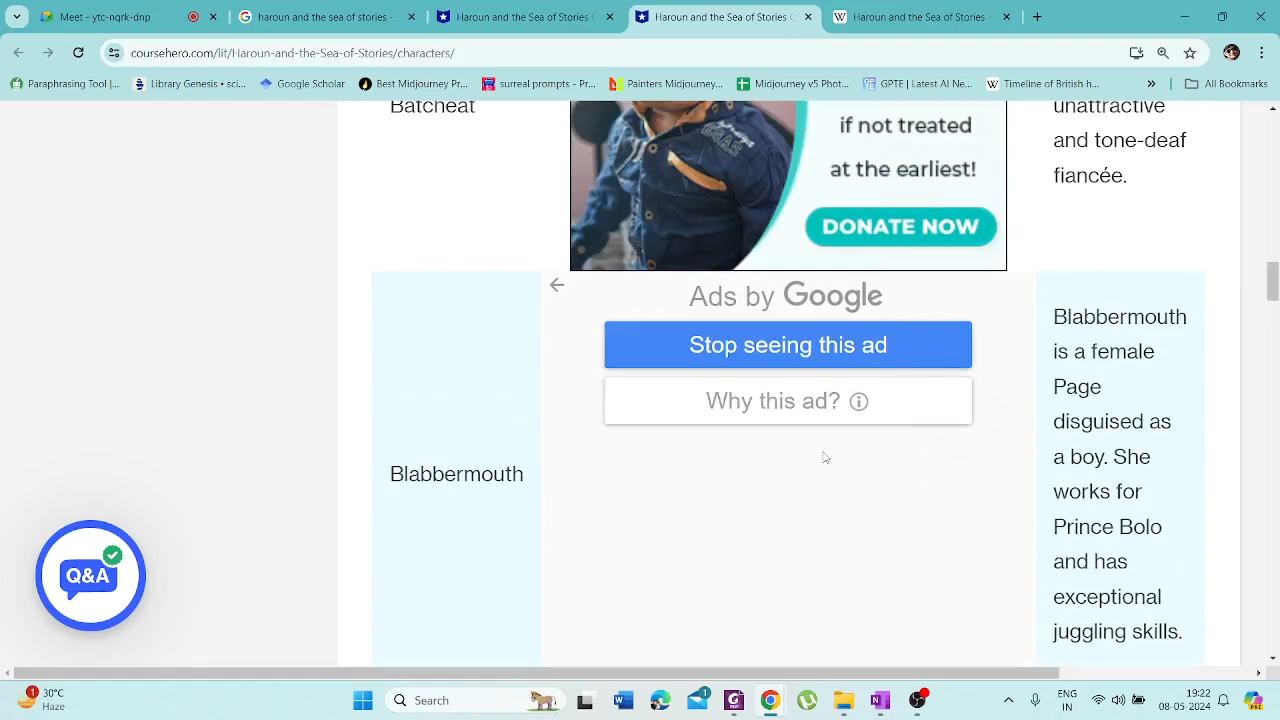 Meet - ytc-rpkg-dng
haroun and the sea of stories -
Haroun and the Sea of Stories C
Haroun and the Sea of Stories C
Haroun and the Sea of Stories -
coursehero.com/lit/Haroun-and-the-Sea-of-Stories/characters/
Paraphrasing Tool |...
Library Genesis • sci...
Google Scholar
Best Midjourney Pro...
surreal prompts - Pr...
Painters Midjourney...
Midjourney v5 Phot...
GPTE | Latest AI Ne...
Timeline of British h...
»
All Bookmarks
Batcheat
if not treated
at the earliest!
DONATE NOW
unattractive
and tone-deaf
fiancée.
Ads by Google
Stop seeing this ad
Why this ad?
Blabbermouth
Blabbermouth
is a female
Page
disguised as
a boy. She
works for
Prince Bolo
and has
exceptional
juggling skills.
Q&A
1
30°C
Haze
Search
1
ENG
IN
19:22
08-05-2024